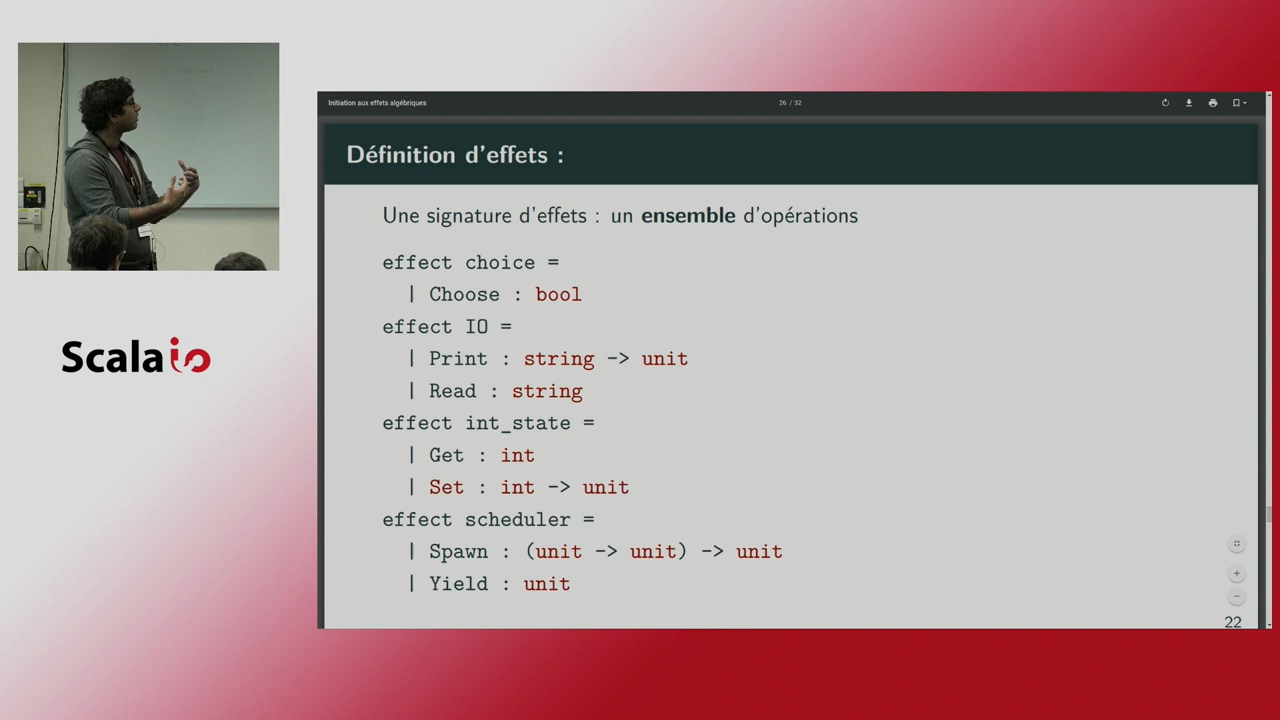 Initiation aux effets algébriques
26 / 32
Définition d'effets :
Une signature d'effets : un ensemble d'opérations
effect choice =
| Choose : bool
effect IO =
| Print : string -> unit
| Read : string
effect int_state =
| Get : int
| Set : int -> unit
effect scheduler =
| Spawn : (unit -> unit) -> unit
| Yield : unit
22
Scala io